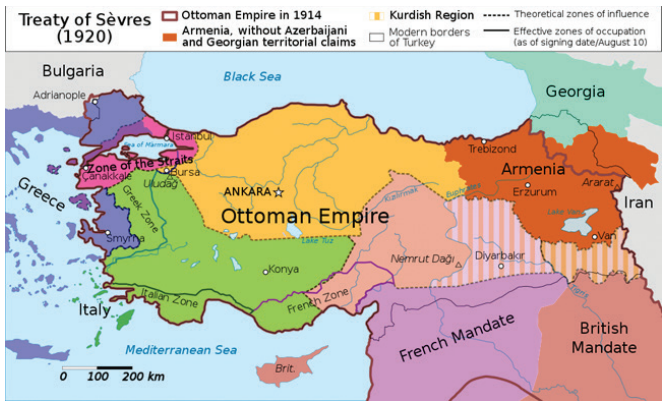 Treaty of Sèvres
(1920)
Ottoman Empire in 1914
Armenia, without Azerbaijani
and Georgian territorial claims
Kurdish Region
Modern borders
of Turkey
Theoretical zones of influence
Effective zones of occupation
(as of signing date/August 10)
Bulgaria
Adrianople
Black Sea
Georgia
Istanbul
Sea of Marmara
Zone of the Straits
Çanakkale
Bursa
Uludağ
Trebizond
Armenia
Ararat
Erzurum
Iran
Greece
Greek Zone
ANKARA
Ottoman Empire
Euphrates
Lake Van
Van
Smyrna
Lake Tuz
Konya
Nemrut Dağı
Diyarbakır
Italy
Italian Zone
French Zone
Tigris
French Mandate
British
Mandate
Mediterranean Sea
Brit.
0 100 200 km